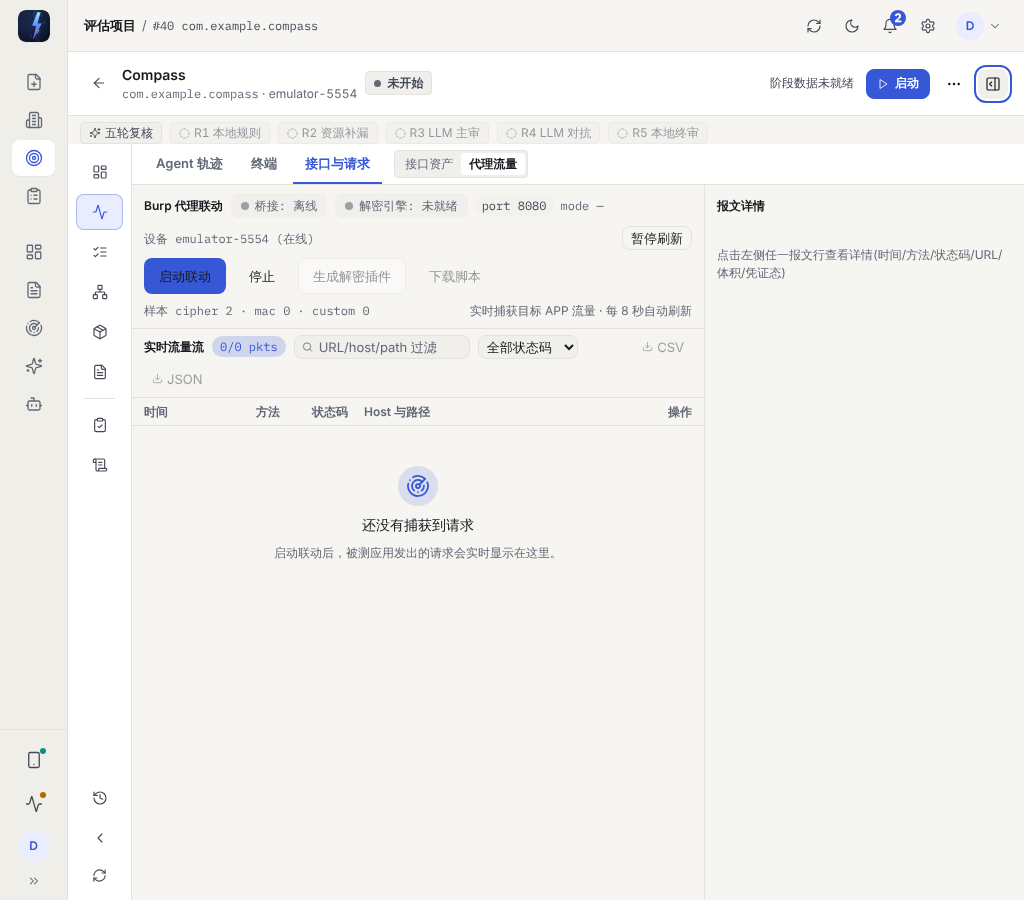 评估项目 / #40 com.example.compass
2
D
Compass
com.example.compass · emulator-5554
未开始
阶段数据未就绪
启动
五轮复核
R1 本地规则
R2 资源补漏
R3 LLM 主审
R4 LLM 对抗
R5 本地终审
Agent 轨迹
终端
接口与请求
接口资产
代理流量
Burp 代理联动
桥接: 离线
解密引擎: 未就绪
port 8080
mode —
设备 emulator-5554 (在线)
暂停刷新
启动联动
停止
生成解密插件
下载脚本
样本 cipher 2 · mac 0 · custom 0
实时捕获目标 APP 流量 · 每 8 秒自动刷新
实时流量流
0/0 pkts
URL/host/path 过滤
全部状态码
CSV
JSON
时间
方法
状态码
Host 与路径
操作
还没有捕获到请求
启动联动后，被测应用发出的请求会实时显示在这里。
报文详情
点击左侧任一报文行查看详情(时间/方法/状态码/URL/
体积/凭证态)
D